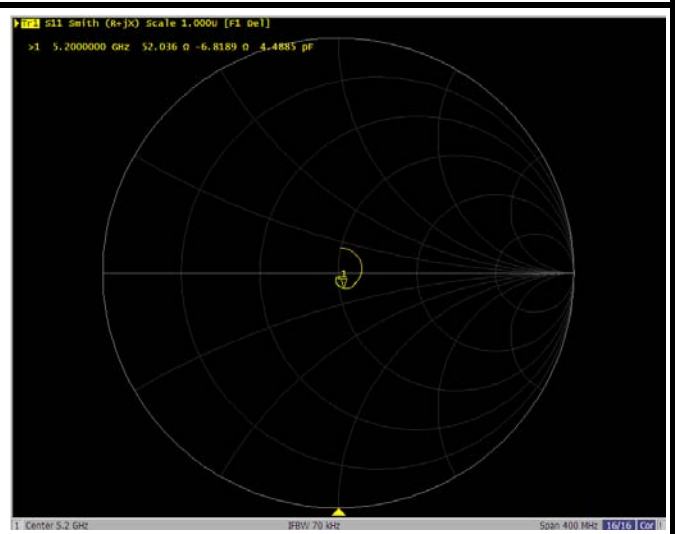 Tr1 S11 Smith (R+jX) Scale 1.000U [F1 Del]
>1 5.2000000 GHz 52.036 Ω -6.8189 Ω 4.4885 pF
1
1 Center 5.2 GHz IFBW 70 kHz Span 400 MHz 16/16 Cor !